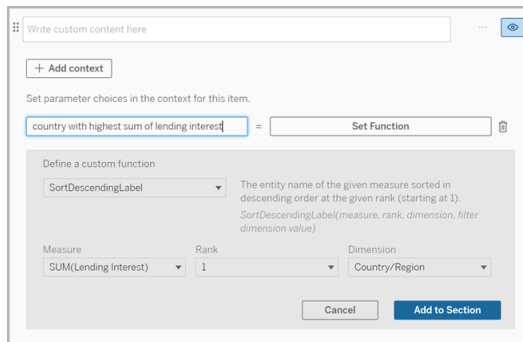 Write custom content here
+ Add context
Set parameter choices in the context for this item.
country with highest sum of lending interest = Set Function
Define a custom function
SortDescendingLabel
The entity name of the given measure sorted in
descending order at the given rank (starting at 1).
SortDescendingLabel(measure, rank, dimension, filter
dimension value)
Measure Rank Dimension
SUM(Lending Interest) 1 Country/Region
Cancel Add to Section